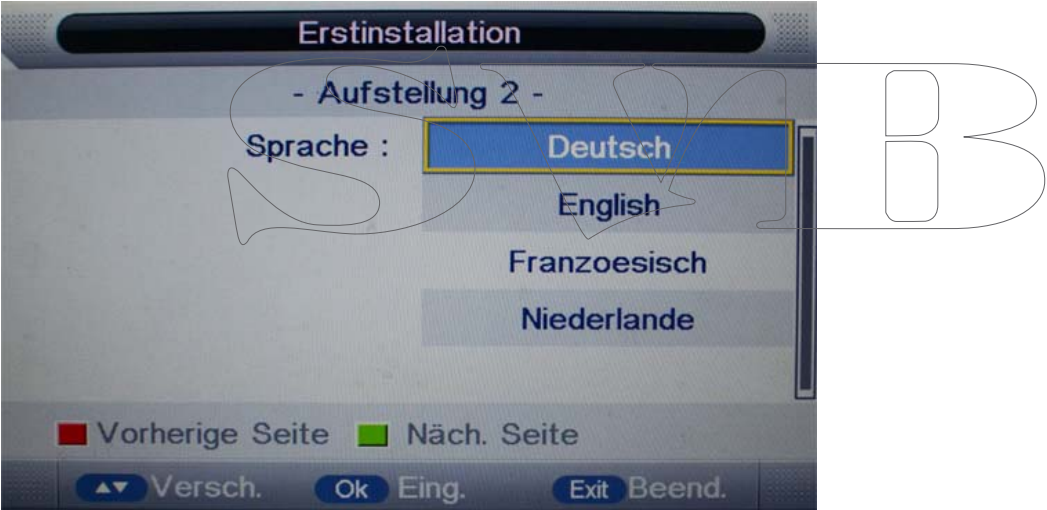 Erstinstallation
- Aufstellung 2 -
Sprache : Deutsch
English
Franzoesisch
Niederlande
Vorherige Seite Näch. Seite
Versch. Ok Eing. Exit Beend.